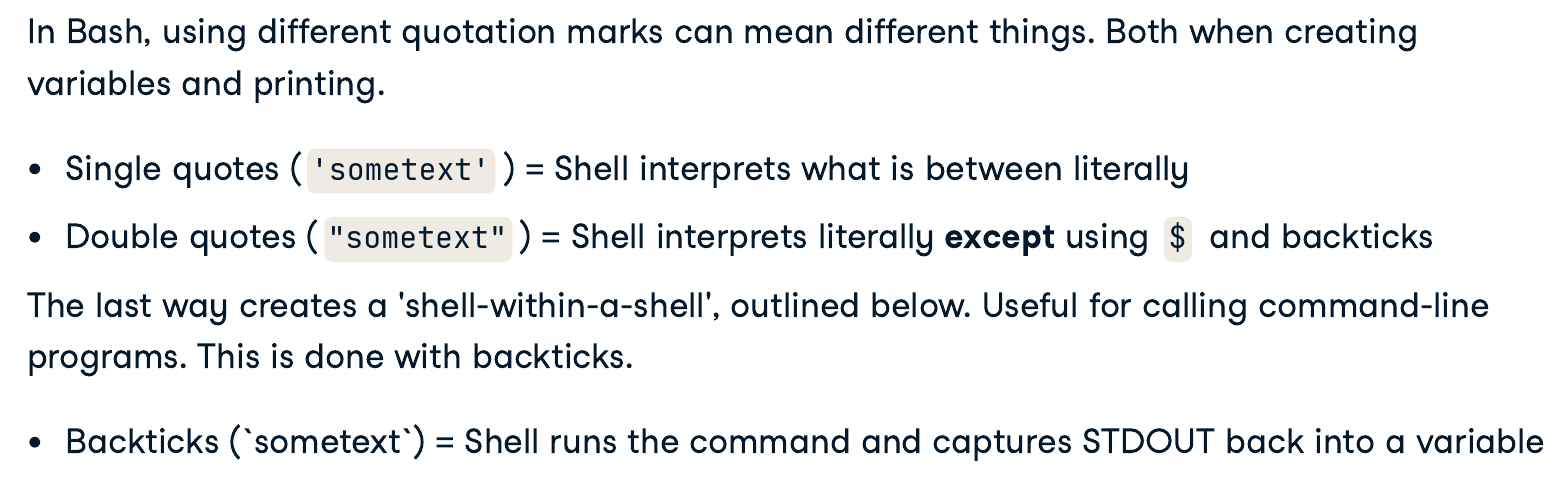 In Bash, using different quotation marks can mean different things. Both when creating
variables and printing.
• Single quotes ( 'sometext' ) = Shell interprets what is between literally
• Double quotes ( "sometext" ) = Shell interprets literally except using $ and backticks
The last way creates a 'shell-within-a-shell', outlined below. Useful for calling command-line
programs. This is done with backticks.
• Backticks (`sometext`) = Shell runs the command and captures STDOUT back into a variable